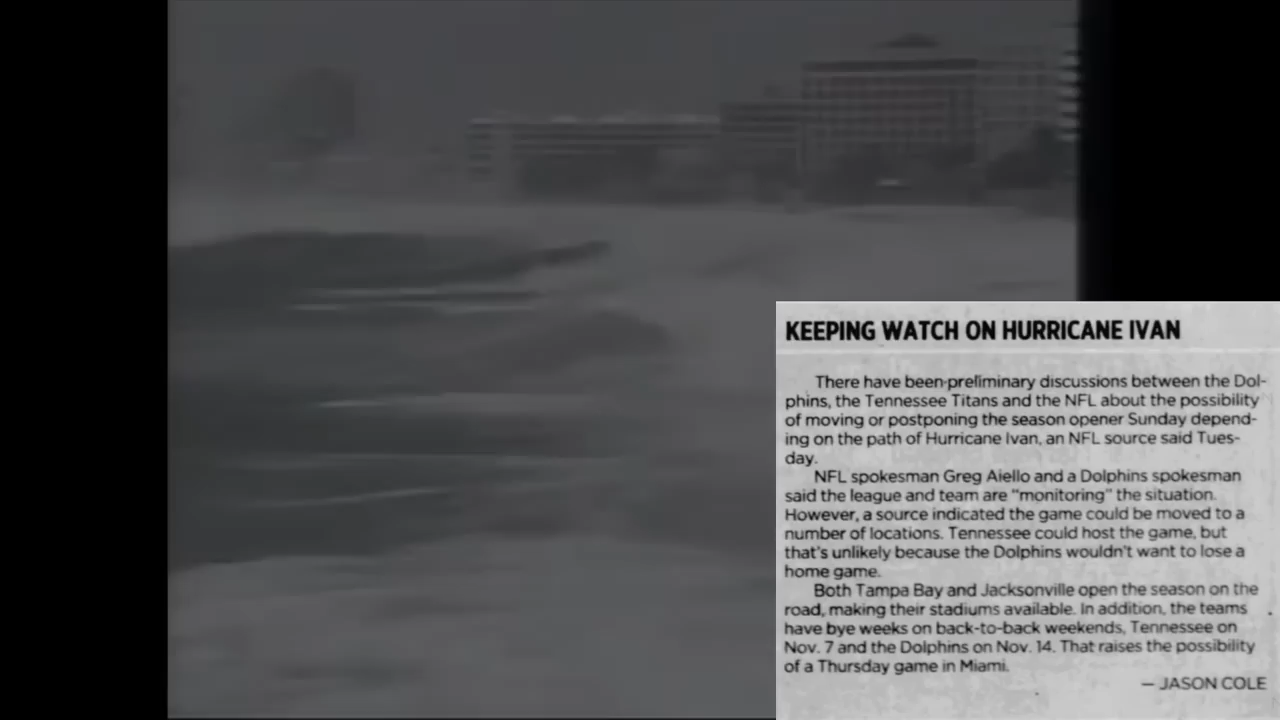 KEEPING WATCH ON HURRICANE IVAN
There have been preliminary discussions between the Dol-
phins, the Tennessee Titans and the NFL about the possibility
of moving or postponing the season opener Sunday depend-
ing on the path of Hurricane Ivan, an NFL source said Tues-
day.
NFL spokesman Greg Aiello and a Dolphins spokesman
said the league and team are "monitoring" the situation.
However, a source indicated the game could be moved to a
number of locations. Tennessee could host the game, but
that's unlikely because the Dolphins wouldn't want to lose a
home game.
Both Tampa Bay and Jacksonville open the season on the
road, making their stadiums available. In addition, the teams
have bye weeks on back-to-back weekends, Tennessee on
Nov. 7 and the Dolphins on Nov. 14. That raises the possibility
of a Thursday game in Miami.
— JASON COLE